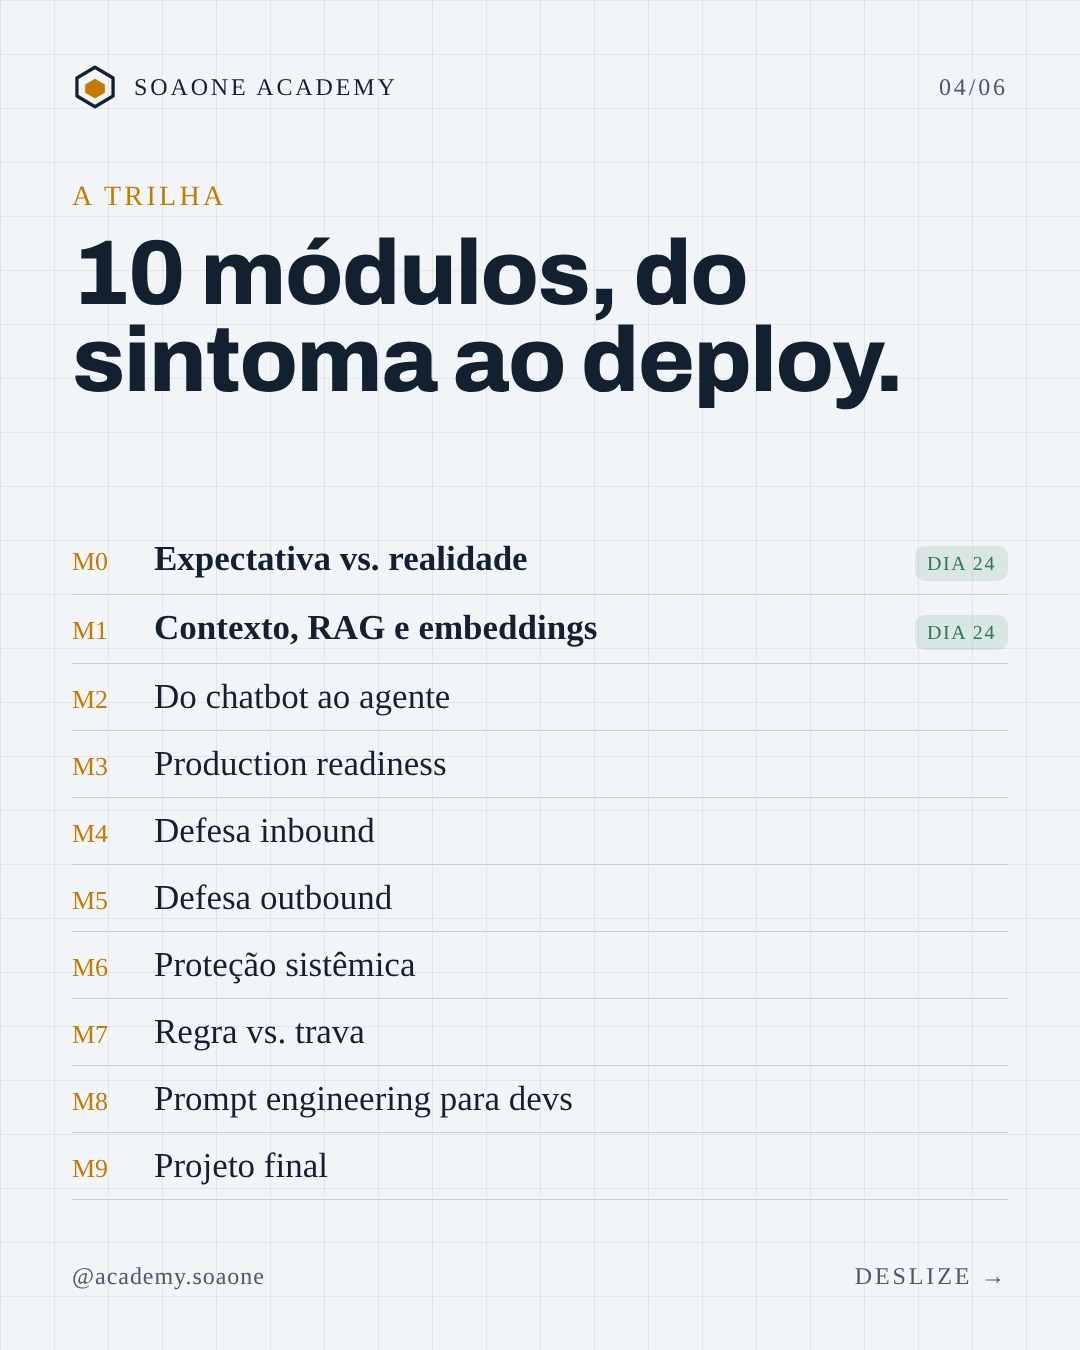 SOAONE ACADEMY
04/06
A TRILHA
10 módulos, do
sintoma ao deploy.
M0 Expectativa vs. realidade DIA 24
M1 Contexto, RAG e embeddings DIA 24
M2 Do chatbot ao agente
M3 Production readiness
M4 Defesa inbound
M5 Defesa outbound
M6 Proteção sistêmica
M7 Regra vs. trava
M8 Prompt engineering para devs
M9 Projeto final
@academy.soaone
DESLIZE →